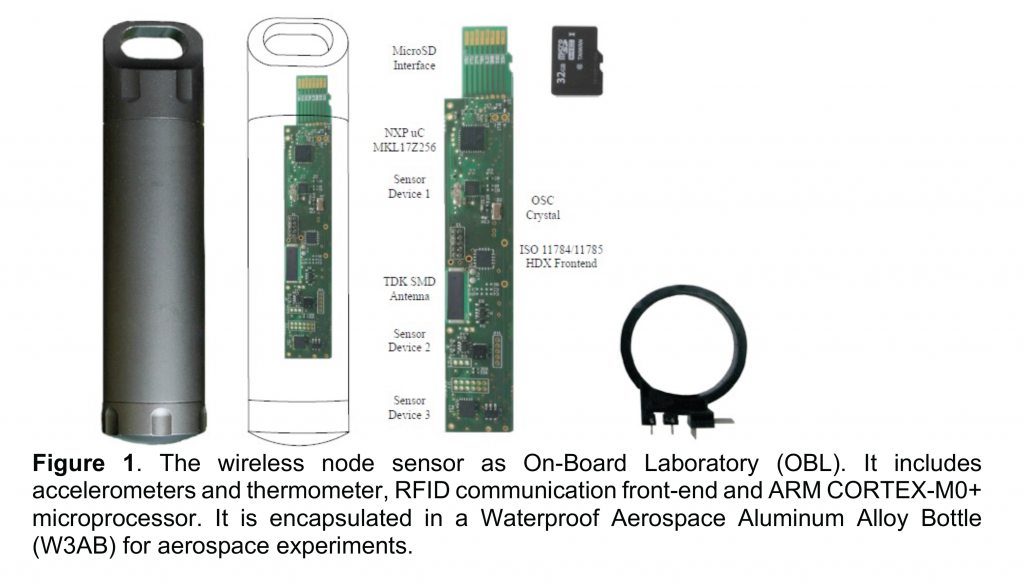 MicroSD
Interface
NXP uC
MKL17Z256
Sensor
Device 1
OSC
Crystal
ISO 11784/11785
HDX Frontend
TDK SMD
Antenna
Sensor
Device 2
Sensor
Device 3
32GB
Figure 1. The wireless node sensor as On-Board Laboratory (OBL). It includes
accelerometers and thermometer, RFID communication front-end and ARM CORTEX-M0+
microprocessor. It is encapsulated in a Waterproof Aerospace Aluminum Alloy Bottle
(W3AB) for aerospace experiments.